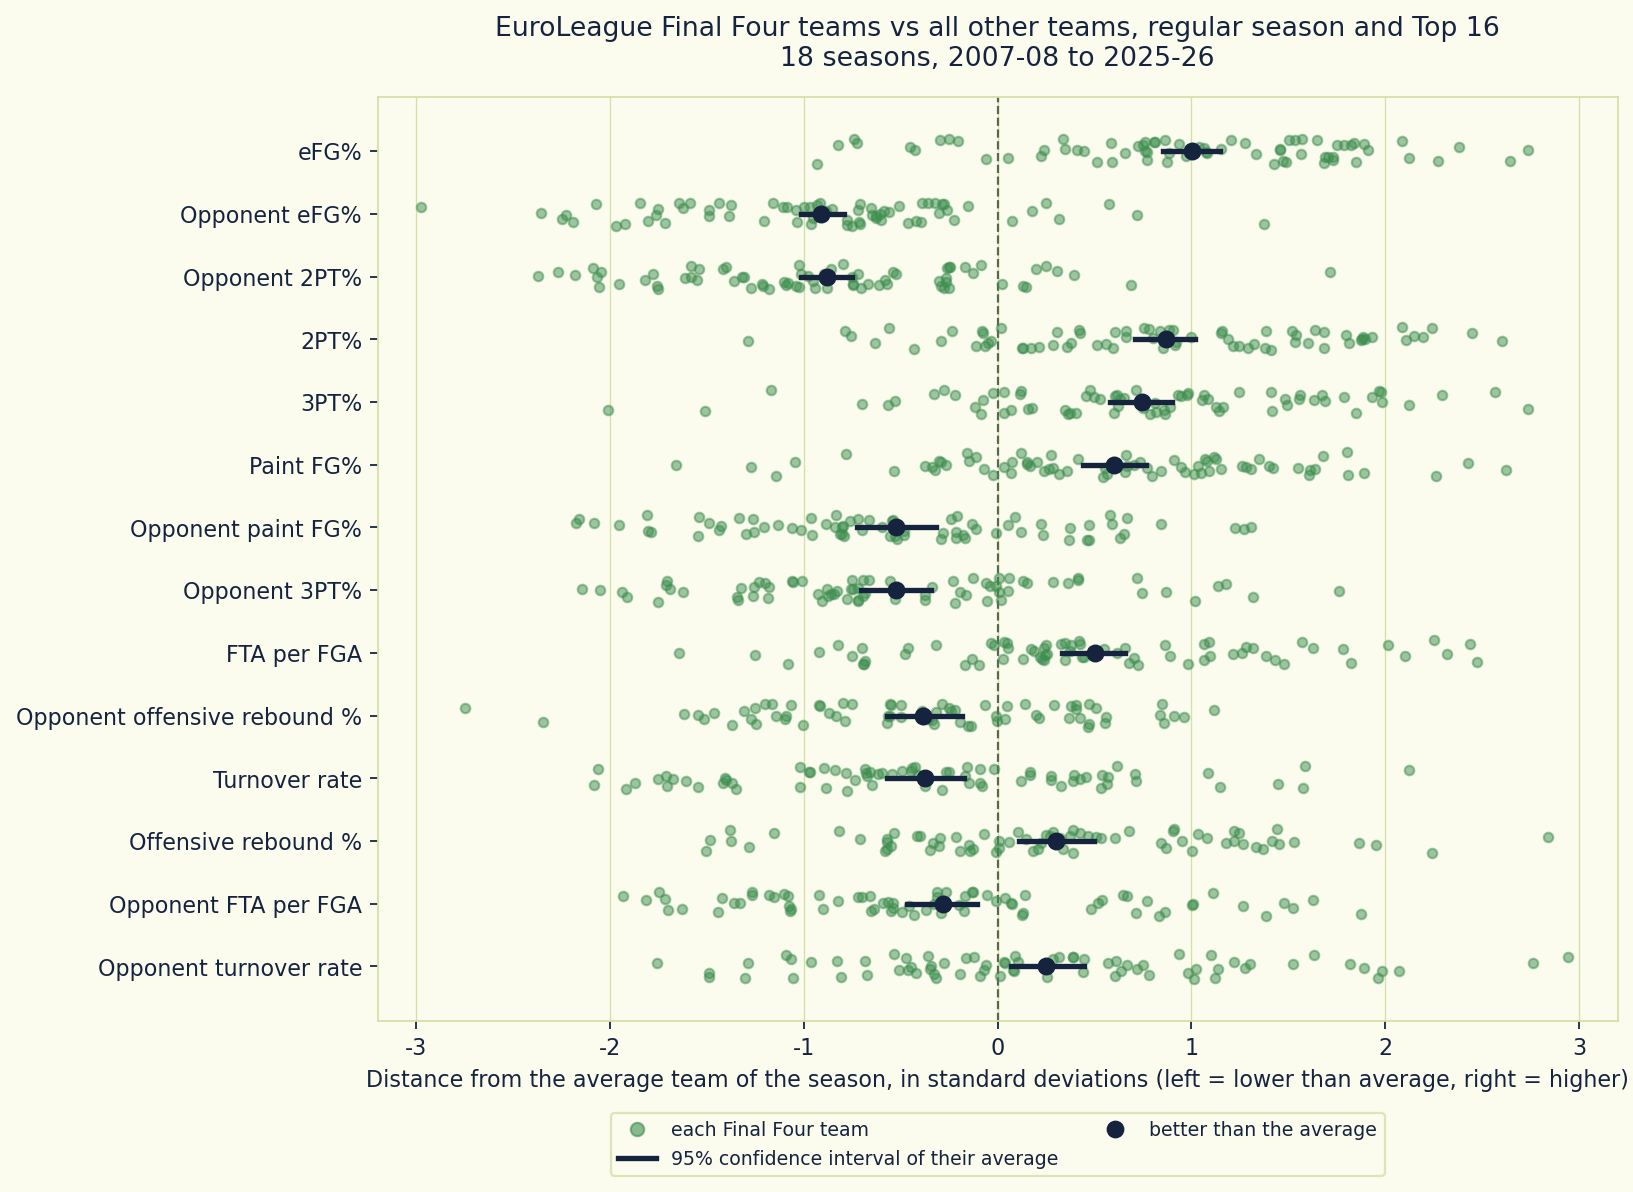 EuroLeague Final Four teams vs all other teams, regular season and Top 16
18 seasons, 2007-08 to 2025-26
eFG%
Opponent eFG%
Opponent 2PT%
2PT%
3PT%
Paint FG%
Opponent paint FG%
Opponent 3PT%
FTA per FGA
Opponent offensive rebound %
Turnover rate
Offensive rebound %
Opponent FTA per FGA
Opponent turnover rate
-3 -2 -1 0 1 2 3
Distance from the average team of the season, in standard deviations (left = lower than average, right = higher)
each Final Four team
95% confidence interval of their average
better than the average